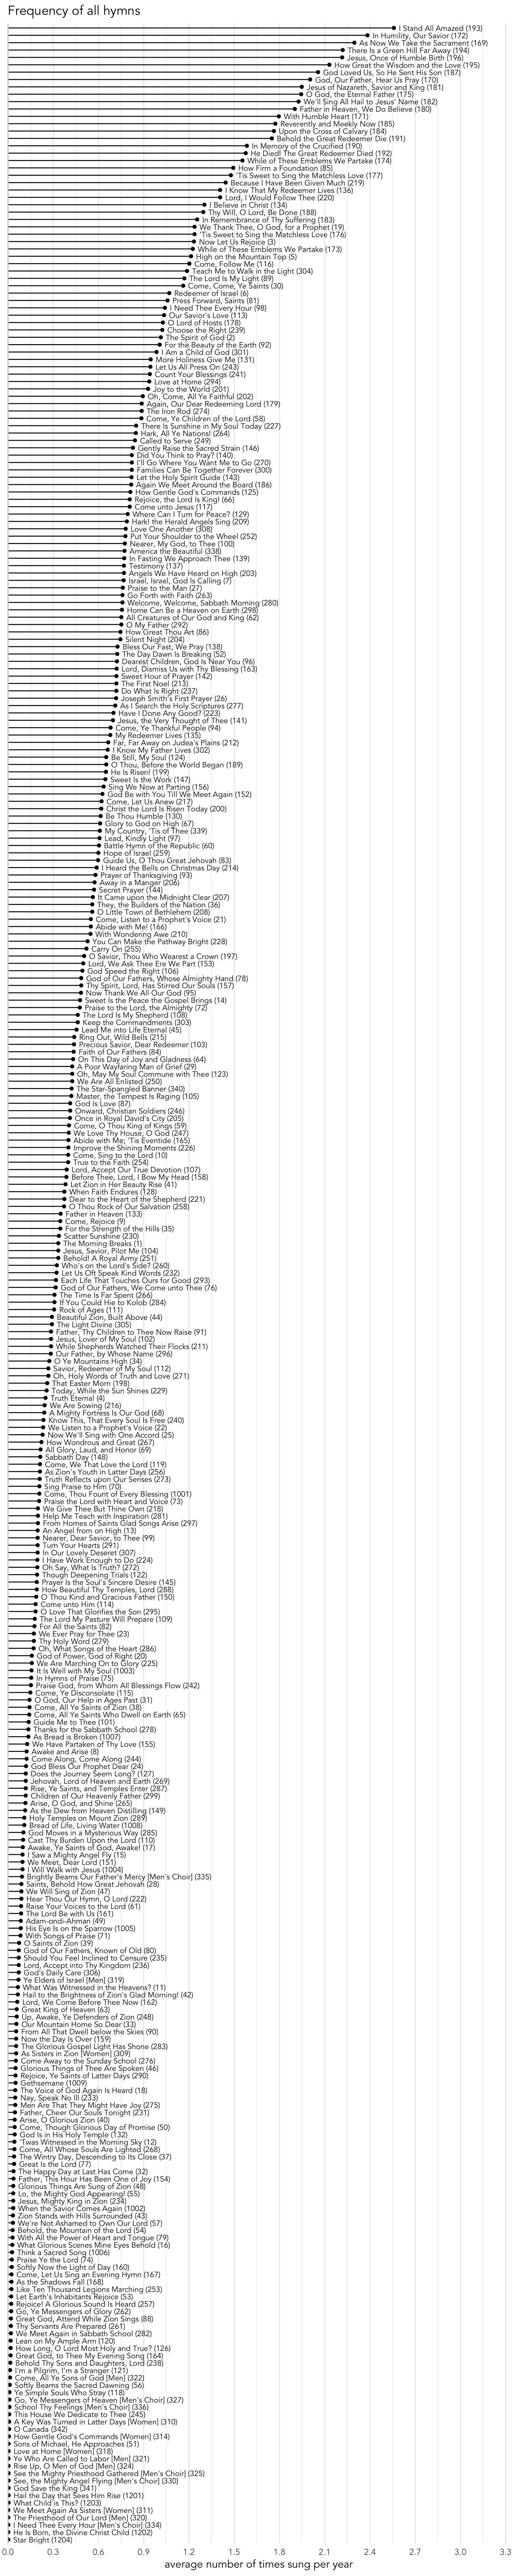 Frequency of all hymns
I Stand All Amazed (193)
In Humility, Our Savior (172)
As Now We Take the Sacrament (169)
There Is a Green Hill Far Away (194)
Jesus, Once of Humble Birth (196)
How Great the Wisdom and the Love (195)
God Loved Us, So He Sent His Son (187)
God, Our Father, Hear Us Pray (170)
Jesus of Nazareth, Savior and King (181)
O God, the Eternal Father (175)
We'll Sing All Hail to Jesus' Name (182)
Father in Heaven, We Do Believe (180)
With Humble Heart (171)
Reverently and Meekly Now (185)
Upon the Cross of Calvary (184)
Behold the Great Redeemer Die (191)
In Memory of the Crucified (190)
He Died! The Great Redeemer Died (192)
While of These Emblems We Partake (174)
How Firm a Foundation (85)
'Tis Sweet to Sing the Matchless Love (177)
Because I Have Been Given Much (219)
I Know That My Redeemer Lives (136)
Lord, I Would Follow Thee (220)
I Believe in Christ (134)
Thy Will, O Lord, Be Done (188)
In Remembrance of Thy Suffering (183)
We Thank Thee, O God, for a Prophet (19)
'Tis Sweet to Sing the Matchless Love (176)
Now Let Us Rejoice (3)
While of These Emblems We Partake (173)
High on the Mountain Top (5)
Come, Follow Me (116)
Teach Me to Walk in the Light (304)
The Lord Is My Light (89)
Come, Come, Ye Saints (30)
Redeemer of Israel (6)
Press Forward, Saints (81)
I Need Thee Every Hour (98)
Our Savior's Love (113)
O Lord of Hosts (178)
Choose the Right (239)
The Spirit of God (2)
For the Beauty of the Earth (92)
I Am a Child of God (301)
More Holiness Give Me (131)
Let Us All Press On (243)
Count Your Blessings (241)
Love at Home (294)
Joy to the World (201)
Oh, Come, All Ye Faithful (202)
Again, Our Dear Redeeming Lord (179)
The Iron Rod (274)
Come, Ye Children of the Lord (58)
There Is Sunshine in My Soul Today (227)
Hark, All Ye Nations! (264)
Called to Serve (249)
Gently Raise the Sacred Strain (146)
Did You Think to Pray? (140)
I'll Go Where You Want Me to Go (270)
Families Can Be Together Forever (300)
Let the Holy Spirit Guide (143)
Again We Meet Around the Board (186)
How Gentle God's Commands (125)
Rejoice, the Lord Is King! (66)
Come unto Jesus (117)
Where Can I Turn for Peace? (129)
Hark! the Herald Angels Sing (209)
Love One Another (308)
Put Your Shoulder to the Wheel (252)
Nearer, My God, to Thee (100)
America the Beautiful (338)
In Fasting We Approach Thee (139)
Testimony (137)
Angels We Have Heard on High (203)
Israel, Israel, God Is Calling (7)
Praise to the Man (27)
Go Forth with Faith (263)
Welcome, Welcome, Sabbath Morning (280)
Home Can Be a Heaven on Earth (298)
All Creatures of Our God and King (62)
O My Father (292)
How Great Thou Art (86)
Silent Night (204)
Bless Our Fast, We Pray (138)
The Day Dawn Is Breaking (52)
Dearest Children, God Is Near You (96)
Lord, Dismiss Us with Thy Blessing (163)
Sweet Hour of Prayer (142)
The First Noel (213)
Do What Is Right (237)
Joseph Smith's First Prayer (26)
As I Search the Holy Scriptures (277)
Have I Done Any Good? (223)
Jesus, the Very Thought of Thee (141)
Come, Ye Thankful People (94)
My Redeemer Lives (135)
Far, Far Away on Judea's Plains (212)
I Know My Father Lives (302)
Be Still, My Soul (124)
O Thou, Before the World Began (189)
He Is Risen! (199)
Sweet Is the Work (147)
Sing We Now at Parting (156)
God Be with You Till We Meet Again (152)
Come, Let Us Anew (217)
Christ the Lord Is Risen Today (200)
Be Thou Humble (130)
Glory to God on High (67)
My Country, 'Tis of Thee (339)
Lead, Kindly Light (97)
Battle Hymn of the Republic (60)
Hope of Israel (259)
Guide Us, O Thou Great Jehovah (83)
I Heard the Bells on Christmas Day (214)
Prayer of Thanksgiving (93)
Away in a Manger (206)
Secret Prayer (144)
It Came upon the Midnight Clear (207)
They, the Builders of the Nation (36)
O Little Town of Bethlehem (208)
Come, Listen to a Prophet's Voice (21)
Abide with Me! (166)
With Wondering Awe (210)
You Can Make the Pathway Bright (228)
Carry On (255)
O Savior, Thou Who Wearest a Crown (197)
Lord, We Ask Thee Ere We Part (153)
God Speed the Right (106)
God of Our Fathers, Whose Almighty Hand (78)
Thy Spirit, Lord, Has Stirred Our Souls (157)
Now Thank We All Our God (95)
Sweet Is the Peace the Gospel Brings (14)
Praise to the Lord, the Almighty (72)
The Lord Is My Shepherd (108)
Keep the Commandments (303)
Lead Me into Life Eternal (45)
Ring Out, Wild Bells (215)
Precious Savior, Dear Redeemer (103)
Faith of Our Fathers (84)
On This Day of Joy and Gladness (64)
A Poor Wayfaring Man of Grief (29)
Oh, May My Soul Commune with Thee (123)
We Are All Enlisted (250)
The Star-Spangled Banner (340)
Master, the Tempest Is Raging (105)
God Is Love (87)
Onward, Christian Soldiers (246)
Once in Royal David's City (205)
Come, O Thou King of Kings (59)
We Love Thy House, O God (247)
Abide with Me; 'Tis Eventide (165)
Improve the Shining Moments (226)
Come, Sing to the Lord (10)
True to the Faith (254)
Lord, Accept Our True Devotion (107)
Before Thee, Lord, I Bow My Head (158)
Let Zion in Her Beauty Rise (41)
When Faith Endures (128)
Dear to the Heart of the Shepherd (221)
O Thou Rock of Our Salvation (258)
Father in Heaven (133)
Come, Rejoice (9)
For the Strength of the Hills (35)
Scatter Sunshine (230)
The Morning Breaks (1)
Jesus, Savior, Pilot Me (104)
Behold! A Royal Army (251)
Who's on the Lord's Side? (260)
Let Us Oft Speak Kind Words (232)
Each Life That Touches Ours for Good (293)
God of Our Fathers, We Come unto Thee (76)
The Time Is Far Spent (266)
If You Could Hie to Kolob (284)
Rock of Ages (111)
Beautiful Zion, Built Above (44)
The Light Divine (305)
Father, Thy Children to Thee Now Raise (91)
Jesus, Lover of My Soul (102)
While Shepherds Watched Their Flocks (211)
Our Father, by Whose Name (296)
O Ye Mountains High (34)
Savior, Redeemer of My Soul (112)
Oh, Holy Words of Truth and Love (271)
That Easter Morn (198)
Today, While the Sun Shines (229)
Truth Eternal (4)
We Are Sowing (216)
A Mighty Fortress Is Our God (68)
Know This, That Every Soul Is Free (240)
We Listen to a Prophet's Voice (22)
Now We'll Sing with One Accord (25)
How Wondrous and Great (267)
All Glory, Laud, and Honor (69)
Sabbath Day (148)
Come, We That Love the Lord (119)
As Zion's Youth in Latter Days (256)
Truth Reflects upon Our Senses (273)
Sing Praise to Him (70)
Come, Thou Fount of Every Blessing (1001)
Praise the Lord with Heart and Voice (73)
We Give Thee But Thine Own (218)
Help Me Teach with Inspiration (281)
From Homes of Saints Glad Songs Arise (297)
An Angel from on High (13)
Nearer, Dear Savior, to Thee (99)
Turn Your Hearts (291)
In Our Lovely Deseret (307)
I Have Work Enough to Do (224)
Oh Say, What Is Truth? (272)
Though Deepening Trials (122)
Prayer Is the Soul's Sincere Desire (145)
How Beautiful Thy Temples, Lord (288)
O Thou Kind and Gracious Father (150)
Come unto Him (114)
O Love That Glorifies the Son (295)
The Lord My Pasture Will Prepare (109)
For All the Saints (82)
We Ever Pray for Thee (23)
Thy Holy Word (279)
Oh, What Songs of the Heart (286)
God of Power, God of Right (20)
We Are Marching On to Glory (225)
It Is Well with My Soul (1003)
In Hymns of Praise (75)
Praise God, from Whom All Blessings Flow (242)
Come, Ye Disconsolate (115)
O God, Our Help in Ages Past (31)
Come, All Ye Saints of Zion (38)
Come, All Ye Saints Who Dwell on Earth (65)
Guide Me to Thee (101)
Thanks for the Sabbath School (278)
As Bread Is Broken (1007)
We Have Partaken of Thy Love (155)
Awake and Arise (8)
Come Along, Come Along (244)
God Bless Our Prophet Dear (24)
Does the Journey Seem Long? (127)
Jehovah, Lord of Heaven and Earth (269)
Rise, Ye Saints, and Temples Enter (287)
Children of Our Heavenly Father (299)
Arise, O God, and Shine (265)
As the Dew from Heaven Distilling (149)
Holy Temples on Mount Zion (289)
Bread of Life, Living Water (1008)
God Moves in a Mysterious Way (285)
Cast Thy Burden Upon the Lord (110)
Awake, Ye Saints of God, Awake! (17)
I Saw a Mighty Angel Fly (15)
We Meet, Dear Lord (151)
I Will Walk with Jesus (1004)
Brightly Beams Our Father's Mercy [Men's Choir] (335)
Saints, Behold How Great Jehovah (28)
We Will Sing of Zion (47)
Hear Thou Our Hymn, O Lord (222)
Raise Your Voices to the Lord (61)
The Lord Be with Us (161)
Adam-ondi-Ahman (49)
His Eye Is on the Sparrow (1005)
With Songs of Praise (71)
O Saints of Zion (39)
God of Our Fathers, Known of Old (80)
Should You Feel Inclined to Censure (235)
Lord, Accept into Thy Kingdom (236)
God's Daily Care (306)
Ye Elders of Israel [Men] (319)
What Was Witnessed in the Heavens? (11)
Hail to the Brightness of Zion's Glad Morning! (42)
Lord, We Come Before Thee Now (162)
Great King of Heaven (63)
Up, Awake, Ye Defenders of Zion (248)
Our Mountain Home So Dear (33)
From All That Dwell below the Skies (90)
Now the Day Is Over (159)
The Glorious Gospel Light Has Shone (283)
As Sisters in Zion [Women] (309)
Come Away to the Sunday School (276)
Glorious Things of Thee Are Spoken (46)
Rejoice, Ye Saints of Latter Days (290)
Gethsemane (1009)
The Voice of God Again Is Heard (18)
Nay, Speak No Ill (233)
Men Are That They Might Have Joy (275)
Father, Cheer Our Souls Tonight (231)
Arise, O Glorious Zion (40)
Come, Though Glorious Day of Promise (50)
God Is in His Holy Temple (132)
'Twas Witnessed in the Morning Sky (12)
Come, All Whose Souls Are Lighted (268)
The Wintry Day, Descending to Its Close (37)
Great Is the Lord (77)
The Happy Day at Last Has Come (32)
Father, This Hour Has Been One of Joy (154)
Glorious Things Are Sung of Zion (48)
Lo, the Mighty God Appearing! (55)
Jesus, Mighty King in Zion (234)
When the Savior Comes Again (1002)
Zion Stands with Hills Surrounded (43)
We're Not Ashamed to Own Our Lord (57)
Behold, the Mountain of the Lord (54)
With All the Power of Heart and Tongue (79)
What Glorious Scenes Mine Eyes Behold (16)
Think a Sacred Song (1006)
Praise Ye the Lord (74)
Softly Now the Light of Day (160)
Come, Let Us Sing an Evening Hymn (167)
As the Shadows Fall (168)
Like Ten Thousand Legions Marching (253)
Let Earth's Inhabitants Rejoice (53)
Rejoice! A Glorious Sound Is Heard (257)
Go, Ye Messengers of Glory (262)
Great God, Attend While Zion Sings (88)
Thy Servants Are Prepared (261)
We Meet Again in Sabbath School (282)
Lean on My Ample Arm (120)
How Long, O Lord Most Holy and True? (126)
Great God, to Thee My Evening Song (164)
Behold Thy Sons and Daughters, Lord (238)
I'm a Pilgrim, I'm a Stranger (121)
Come, All Ye Sons of God [Men] (322)
Softly Beams the Sacred Dawning (56)
Ye Simple Souls Who Stray (118)
Go, Ye Messengers of Heaven [Men's Choir] (327)
School Thy Feelings [Men's Choir] (336)
This House We Dedicate to Thee (245)
A Key Was Turned in Latter Days [Women] (310)
O Canada (342)
How Gentle God's Commands [Women] (314)
Sons of Michael, He Approaches (51)
Love at Home [Women] (318)
Ye Who Are Called to Labor [Men] (321)
Rise Up, O Men of God [Men] (324)
See the Mighty Priesthood Gathered [Men's Choir] (325)
See, the Mighty Angel Flying [Men's Choir] (330)
God Save the King (341)
Hail the Day that Sees Him Rise (1201)
What Child is This? (1203)
We Meet Again As Sisters [Women] (311)
The Priesthood of Our Lord [Men] (320)
I Need Thee Every Hour [Men's Choir] (334)
He Is Born, the Divine Christ Child (1202)
Star Bright (1204)
0.0 0.3 0.6 0.9 1.2 1.5 1.8 2.1 2.4 2.7 3.0 3.3
average number of times sung per year